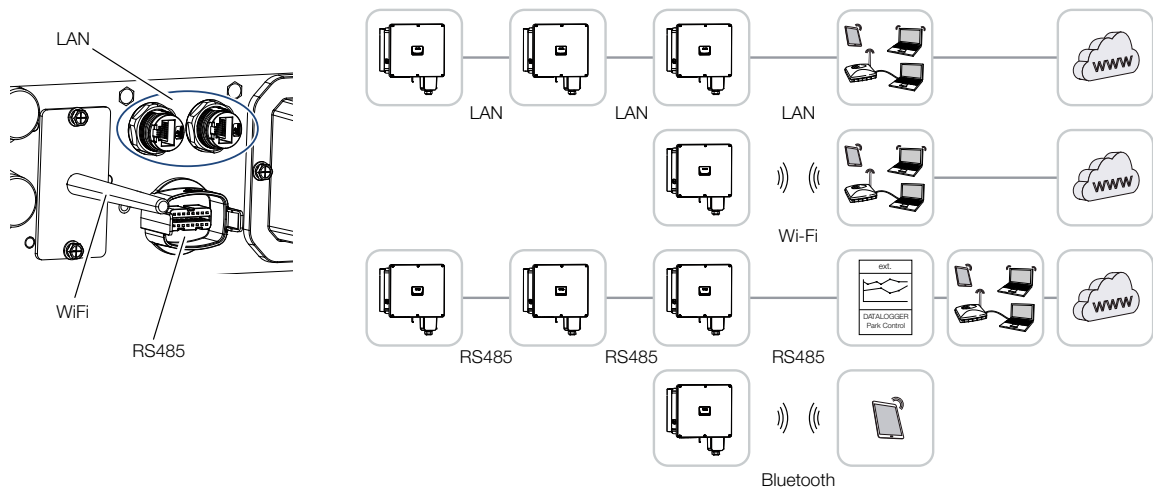 LAN
WiFi
RS485
LAN
LAN
LAN
www
Wi-Fi
www
ext.
DATALOGGER
Park Control
www
RS485
RS485
RS485
Bluetooth